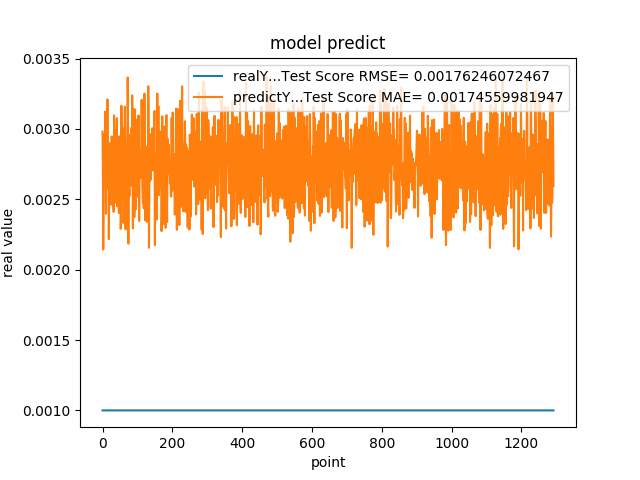 model predict
realY...Test Score RMSE= 0.00176246072467
predictY...Test Score MAE= 0.00174559981947
0.0035
0.0030
0.0025
0.0020
0.0015
0.0010
real value
0 200 400 600 800 1000 1200
point